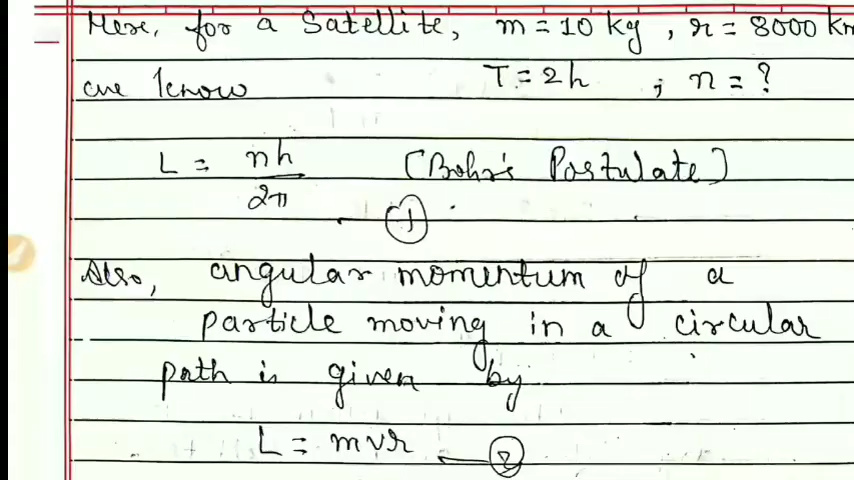 Here, for a Satellite, m = 10 kg, r = 8000 km
we know T = 2h ; n = ?
L = nh/2π [Bohr's Postulate]
①
Also, angular momentum of a
particle moving in a circular
path is given by
L = mvr — ②